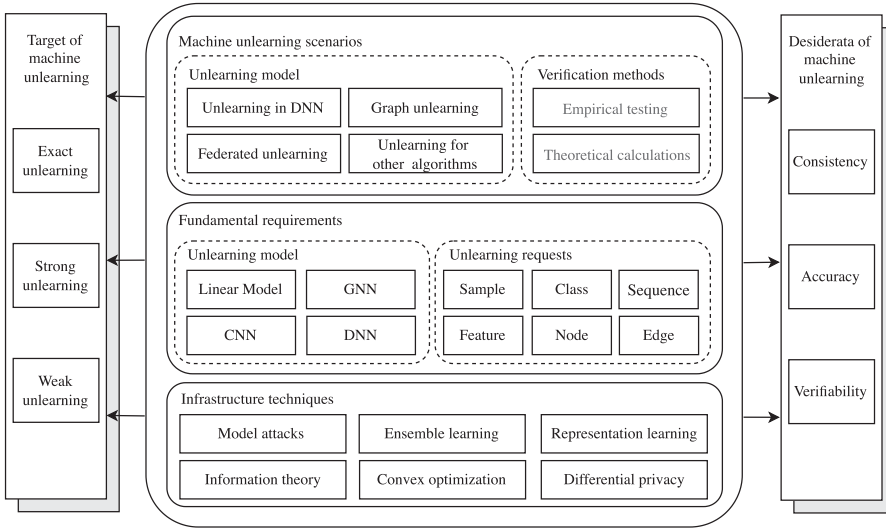 Target of
machine
unlearning
Exact
unlearning
Strong
unlearning
Weak
unlearning
Machine unlearning scenarios
Unlearning model
Unlearning in DNN
Graph unlearning
Federated unlearning
Unlearning for
other algorithms
Verification methods
Empirical testing
Theoretical calculations
Fundamental requirements
Unlearning model
Linear Model
GNN
CNN
DNN
Unlearning requests
Sample
Class
Sequence
Feature
Node
Edge
Infrastructure techniques
Model attacks
Ensemble learning
Representation learning
Information theory
Convex optimization
Differential privacy
Desiderata of
machine
unlearning
Consistency
Accuracy
Verifiability